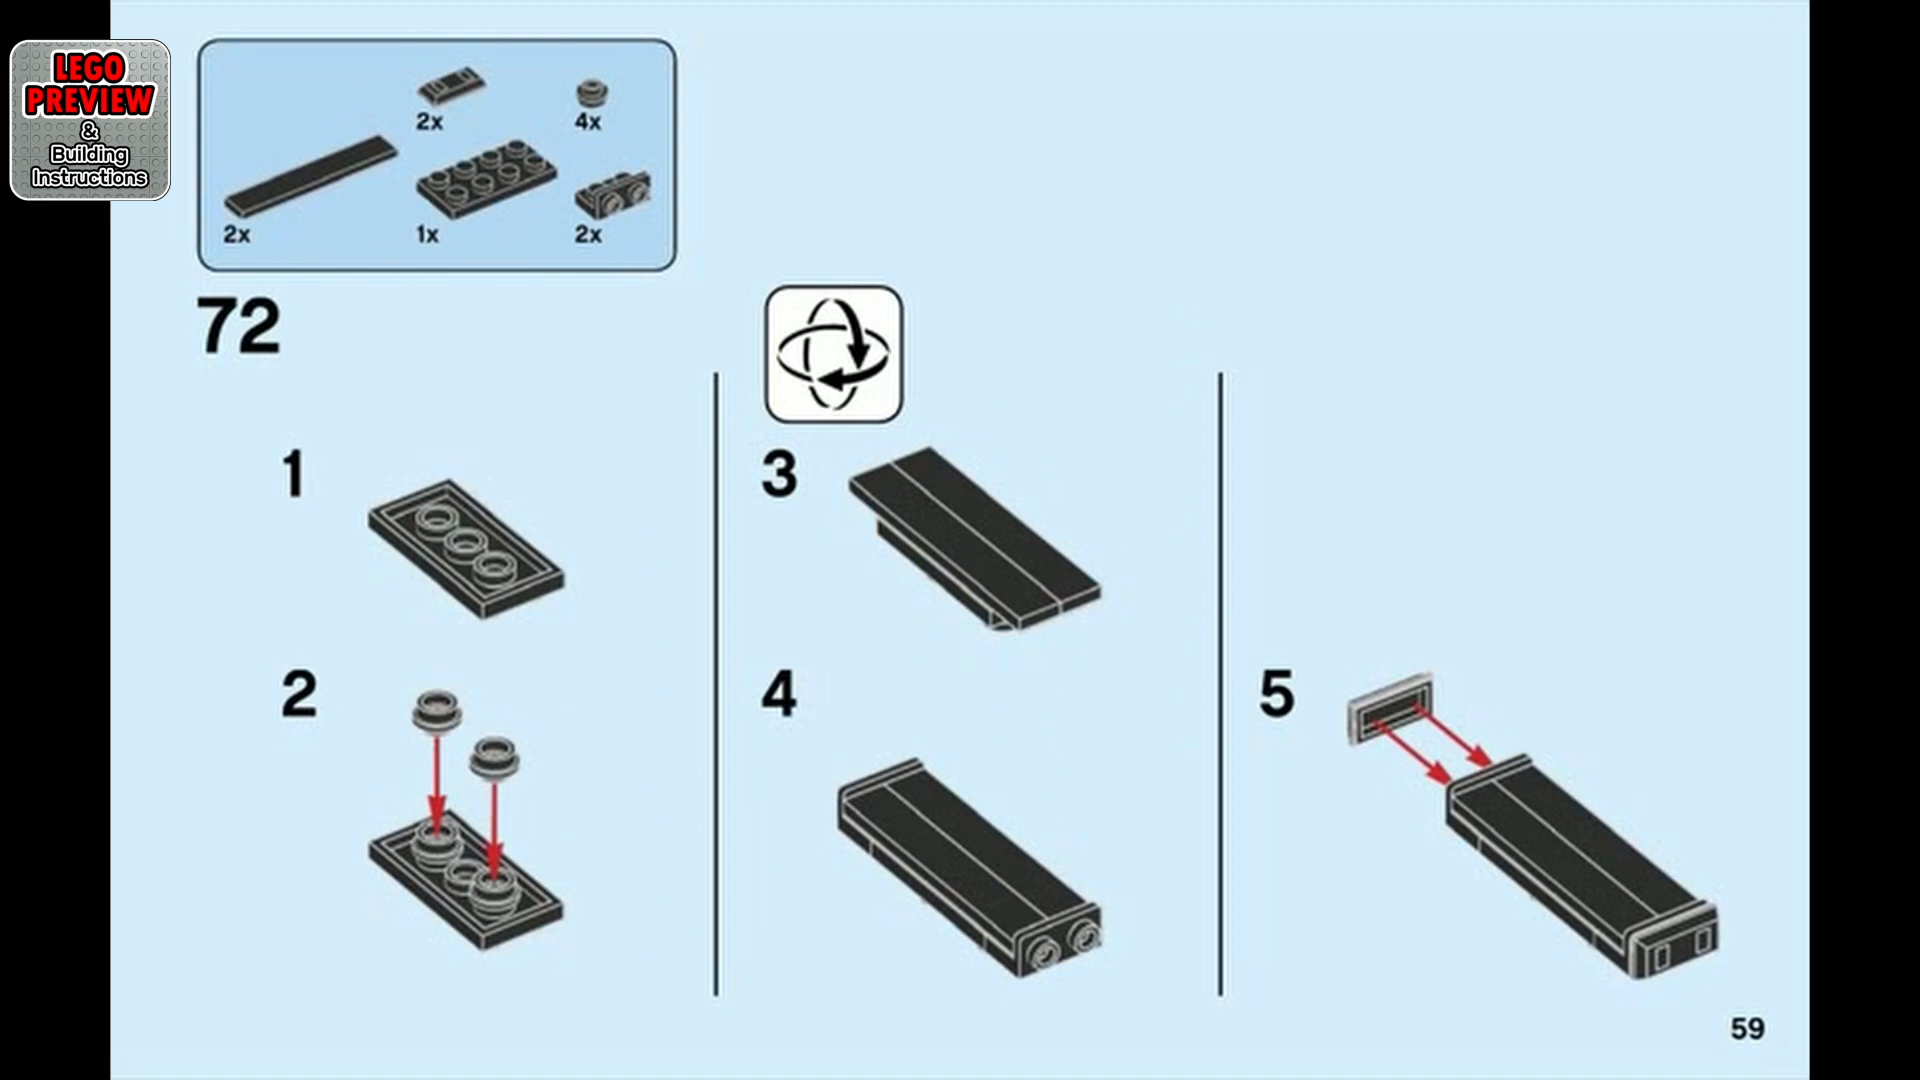 LEGO
PREVIEW
&
Building
Instructions
2x
4x
2x
1x
2x
72
1
3
2
4
5
59